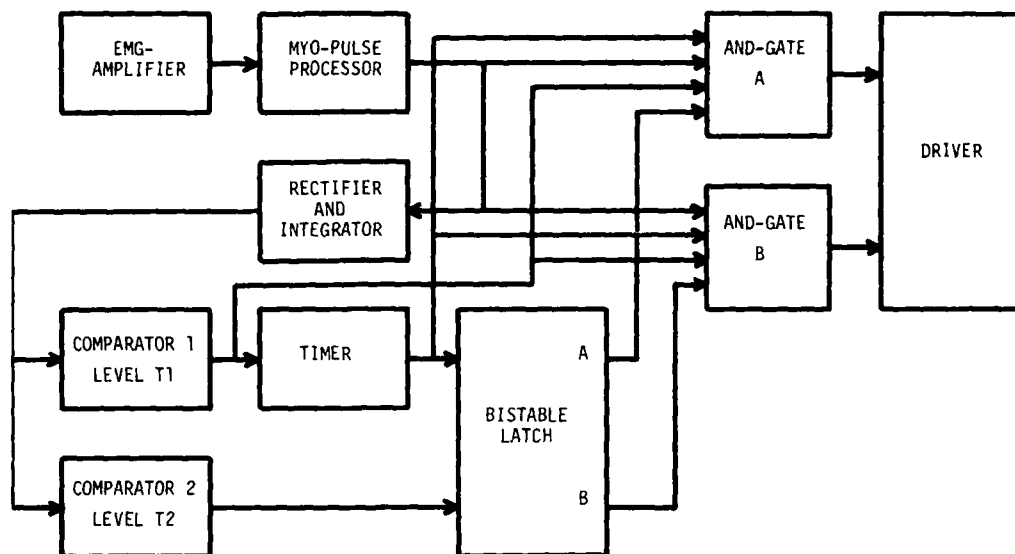 EMG-
AMPLIFIER
MYO-PULSE
PROCESSOR
AND-GATE
A
DRIVER
RECTIFIER
AND
INTEGRATOR
AND-GATE
B
COMPARATOR 1
LEVEL T1
TIMER
A
BISTABLE
LATCH
B
COMPARATOR 2
LEVEL T2